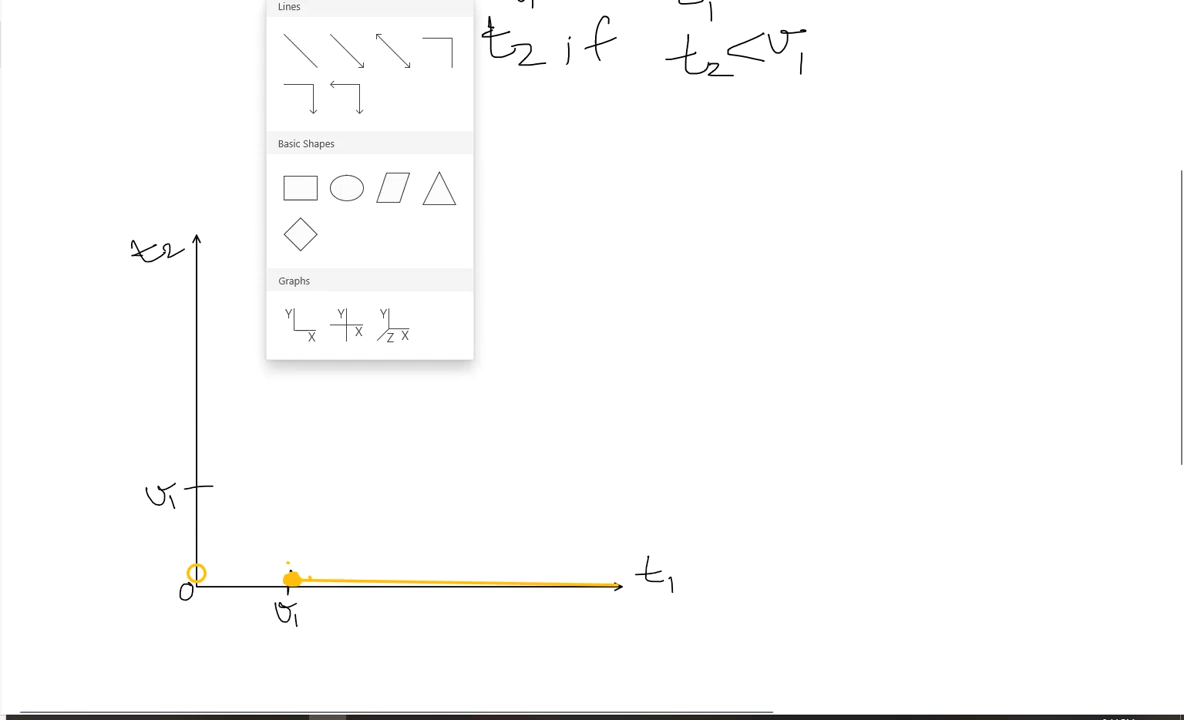 Lines
t2 if t2<v1
Basic Shapes
t2
Graphs
Y X Y X Y Z X
v1
0
v1
t1